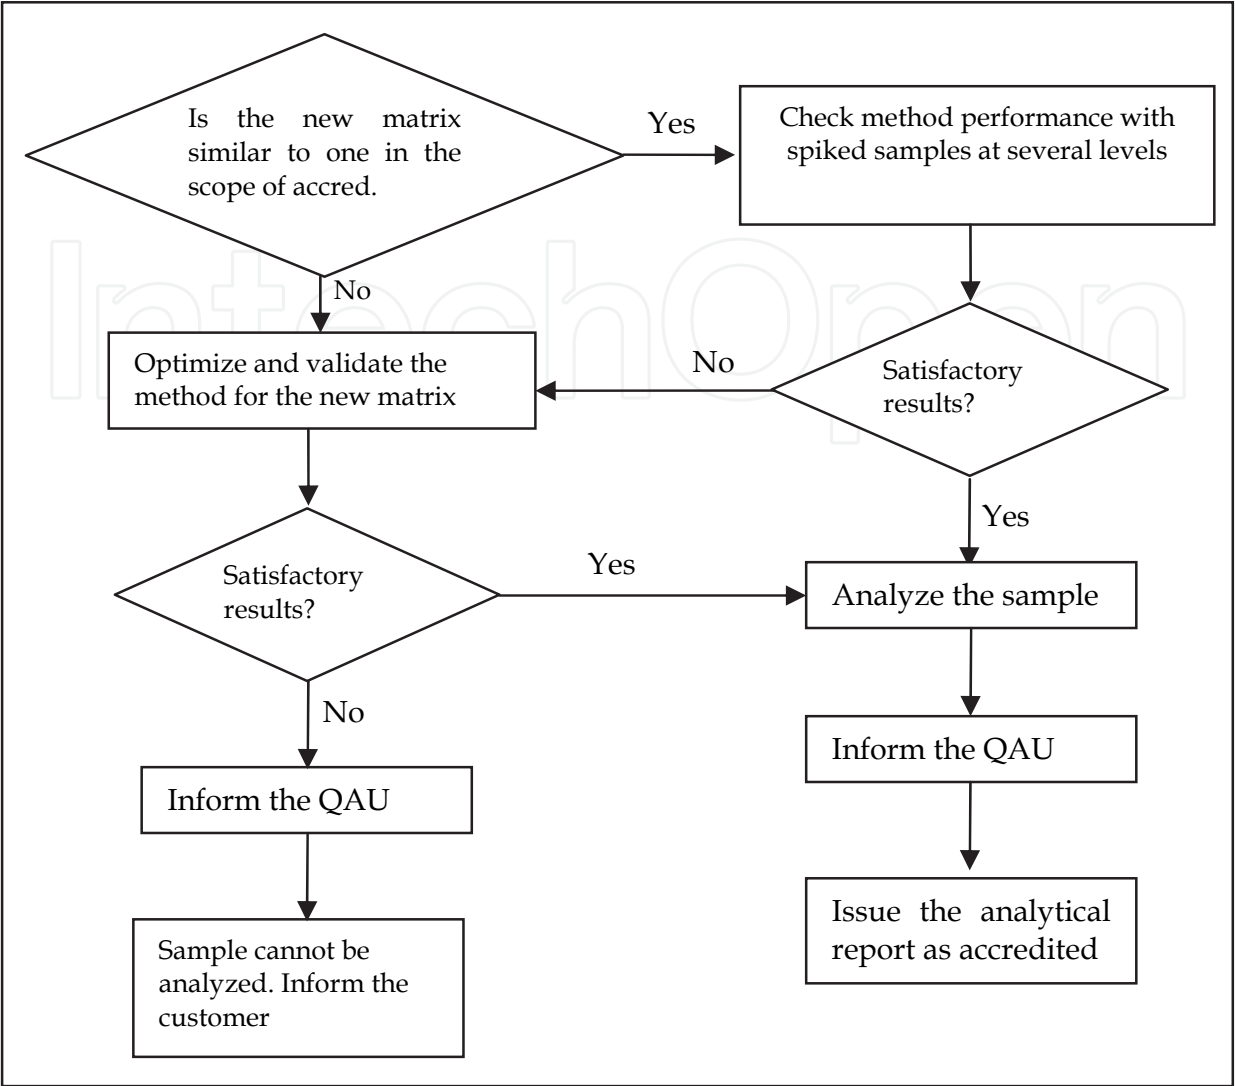 Is the new matrix
similar to one in the
scope of accred.
Yes
Check method performance with
spiked samples at several levels
No
Optimize and validate the
method for the new matrix
No
Satisfactory
results?
Yes
Satisfactory
results?
Yes
Analyze the sample
No
Inform the QAU
Inform the QAU
Sample cannot be
analyzed. Inform the
customer
Issue the analytical
report as accredited
IntechOpen